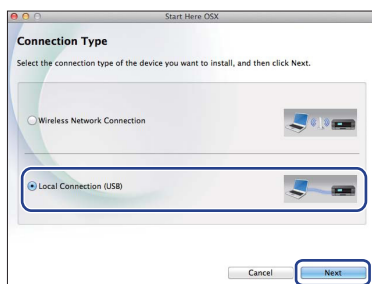 Start Here OSX
Connection Type
Select the connection type of the device you want to install, and then click Next.
Wireless Network Connection
Local Connection (USB)
Cancel
Next